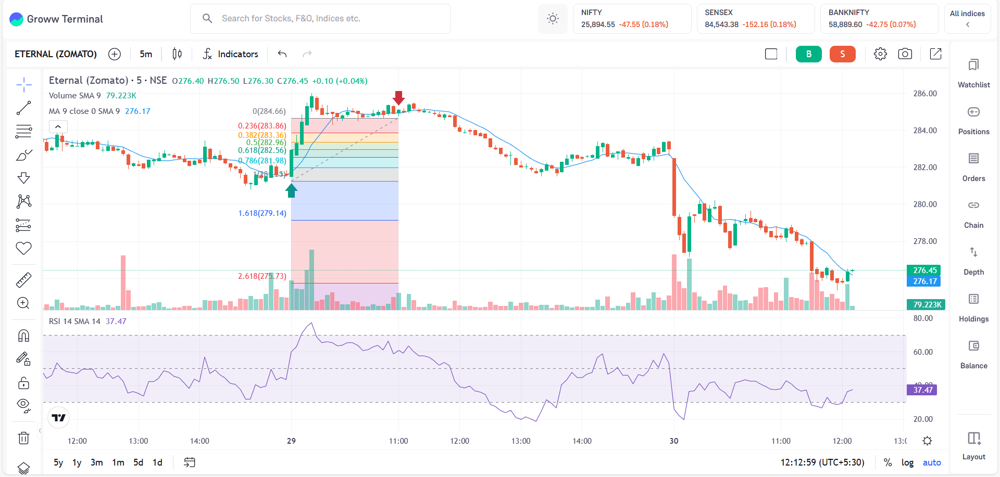 Groww Terminal
Search for Stocks, F&O, Indices etc.
NIFTY
25,894.55 -47.55 (0.18%)
SENSEX
84,543.38 -152.16 (0.18%)
BANKNIFTY
58,889.60 -42.75 (0.07%)
All indices
ETERNAL (ZOMATO)
5m
Indicators
B
S
Eternal (Zomato) · 5 · NSE O276.40 H276.50 L276.30 C276.45 +0.10 (+0.04%)
Volume SMA 9 79.223K
MA 9 close 0 SMA 9 276.17
0(284.66)
0.236(283.86)
0.382(283.36)
0.5(282.96)
0.618(282.56)
0.786(281.98)
1.618(279.14)
2.618(275.73)
286.00
284.00
282.00
280.00
278.00
276.45
276.17
79.223K
RSI 14 SMA 14 37.47
80.00
60.00
40.00
37.47
20.00
12:00
13:00
14:00
29
11:00
12:00
13:00
14:00
30
11:00
12:00
5y
1y
3m
1m
5d
1d
12:12:59 (UTC+5:30)
%
log
auto
Watchlist
Positions
Orders
Chain
Depth
Holdings
Balance
Layout